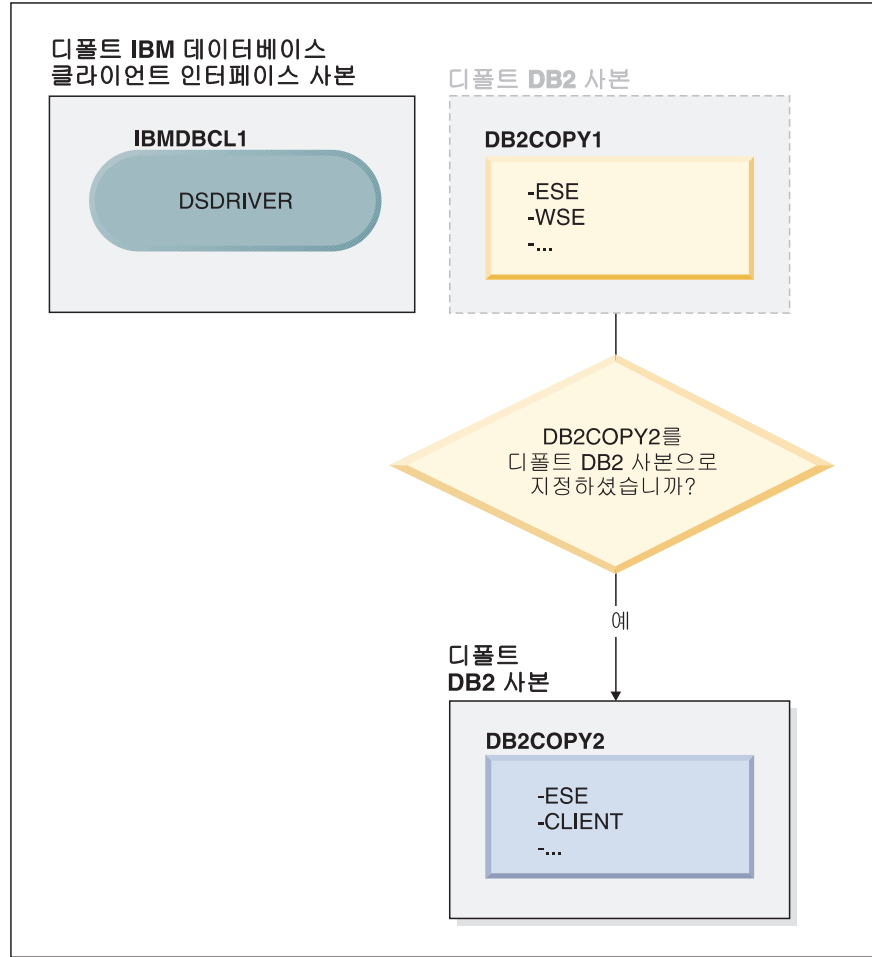 디폴트 IBM 데이터베이스
클라이언트 인터페이스 사본
IBMDBCL1
DSDRIVER
디폴트 DB2 사본
DB2COPY1
-ESE
-WSE
-...
DB2COPY2를
디폴트 DB2 사본으로
지정하셨습니까?
예
디폴트
DB2 사본
DB2COPY2
-ESE
-CLIENT
-...